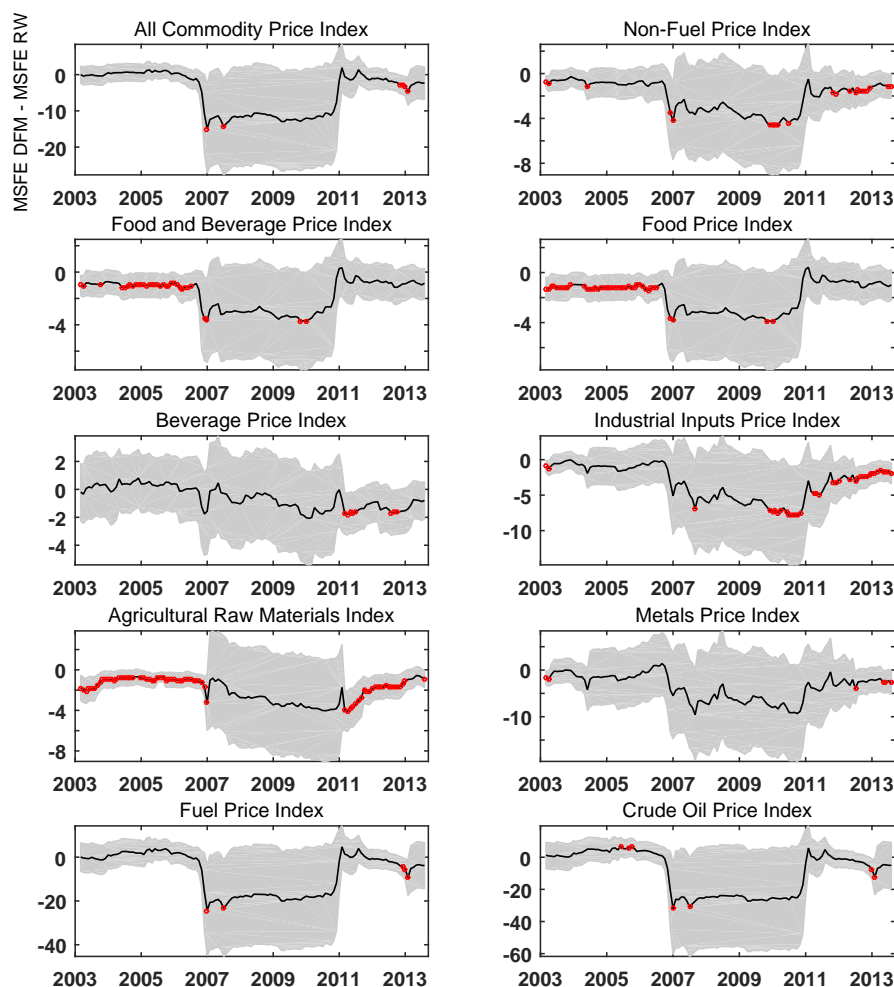 MSFE DFM - MSFE RW
All Commodity Price Index
0
-10
-20
2003 2005 2007 2009 2011 2013
Non-Fuel Price Index
0
-4
-8
2003 2005 2007 2009 2011 2013
Food and Beverage Price Index
0
-4
2003 2005 2007 2009 2011 2013
Food Price Index
0
-4
2003 2005 2007 2009 2011 2013
Beverage Price Index
2
0
-2
-4
2003 2005 2007 2009 2011 2013
Industrial Inputs Price Index
0
-5
-10
2003 2005 2007 2009 2011 2013
Agricultural Raw Materials Index
0
-4
-8
2003 2005 2007 2009 2011 2013
Metals Price Index
0
-10
2003 2005 2007 2009 2011 2013
Fuel Price Index
0
-20
-40
2003 2005 2007 2009 2011 2013
Crude Oil Price Index
0
-20
-40
-60
2003 2005 2007 2009 2011 2013